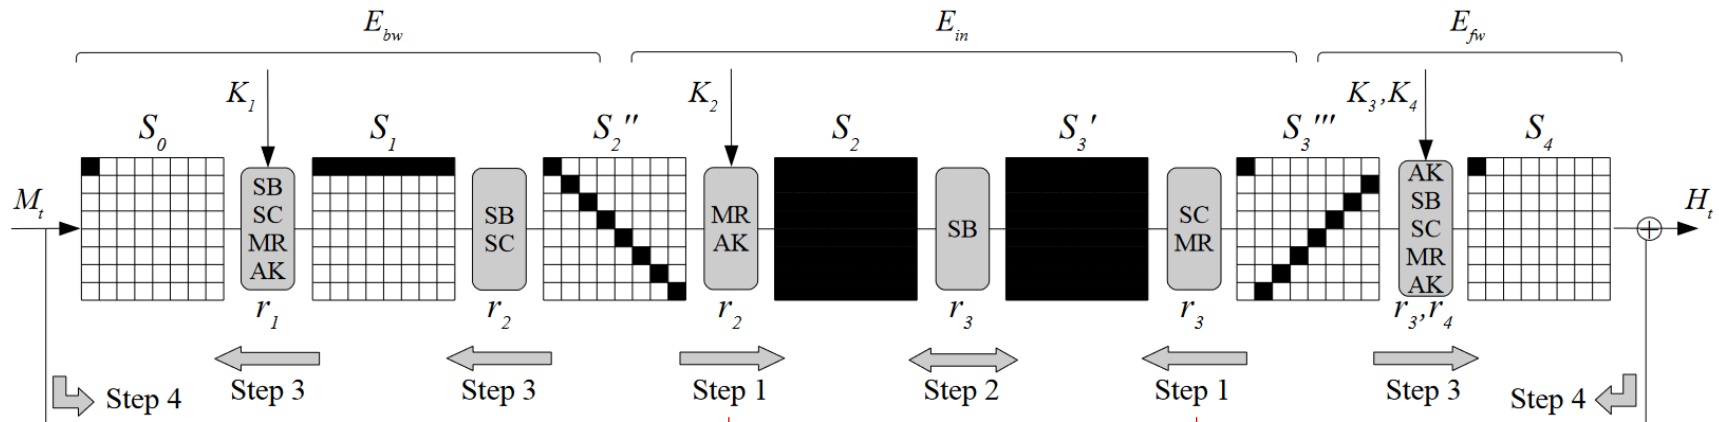 E_bw E_in E_fw
K_1 K_2 K_3,K_4
S_0 S_1 S_2'' S_2 S_3' S_3''' S_4
M_t SB SC MR AK SB SC MR AK SB SC MR AK SB SC MR AK H_t
r_1 r_2 r_2 r_3 r_3 r_3,r_4
Step 4 Step 3 Step 3 Step 1 Step 2 Step 1 Step 3 Step 4